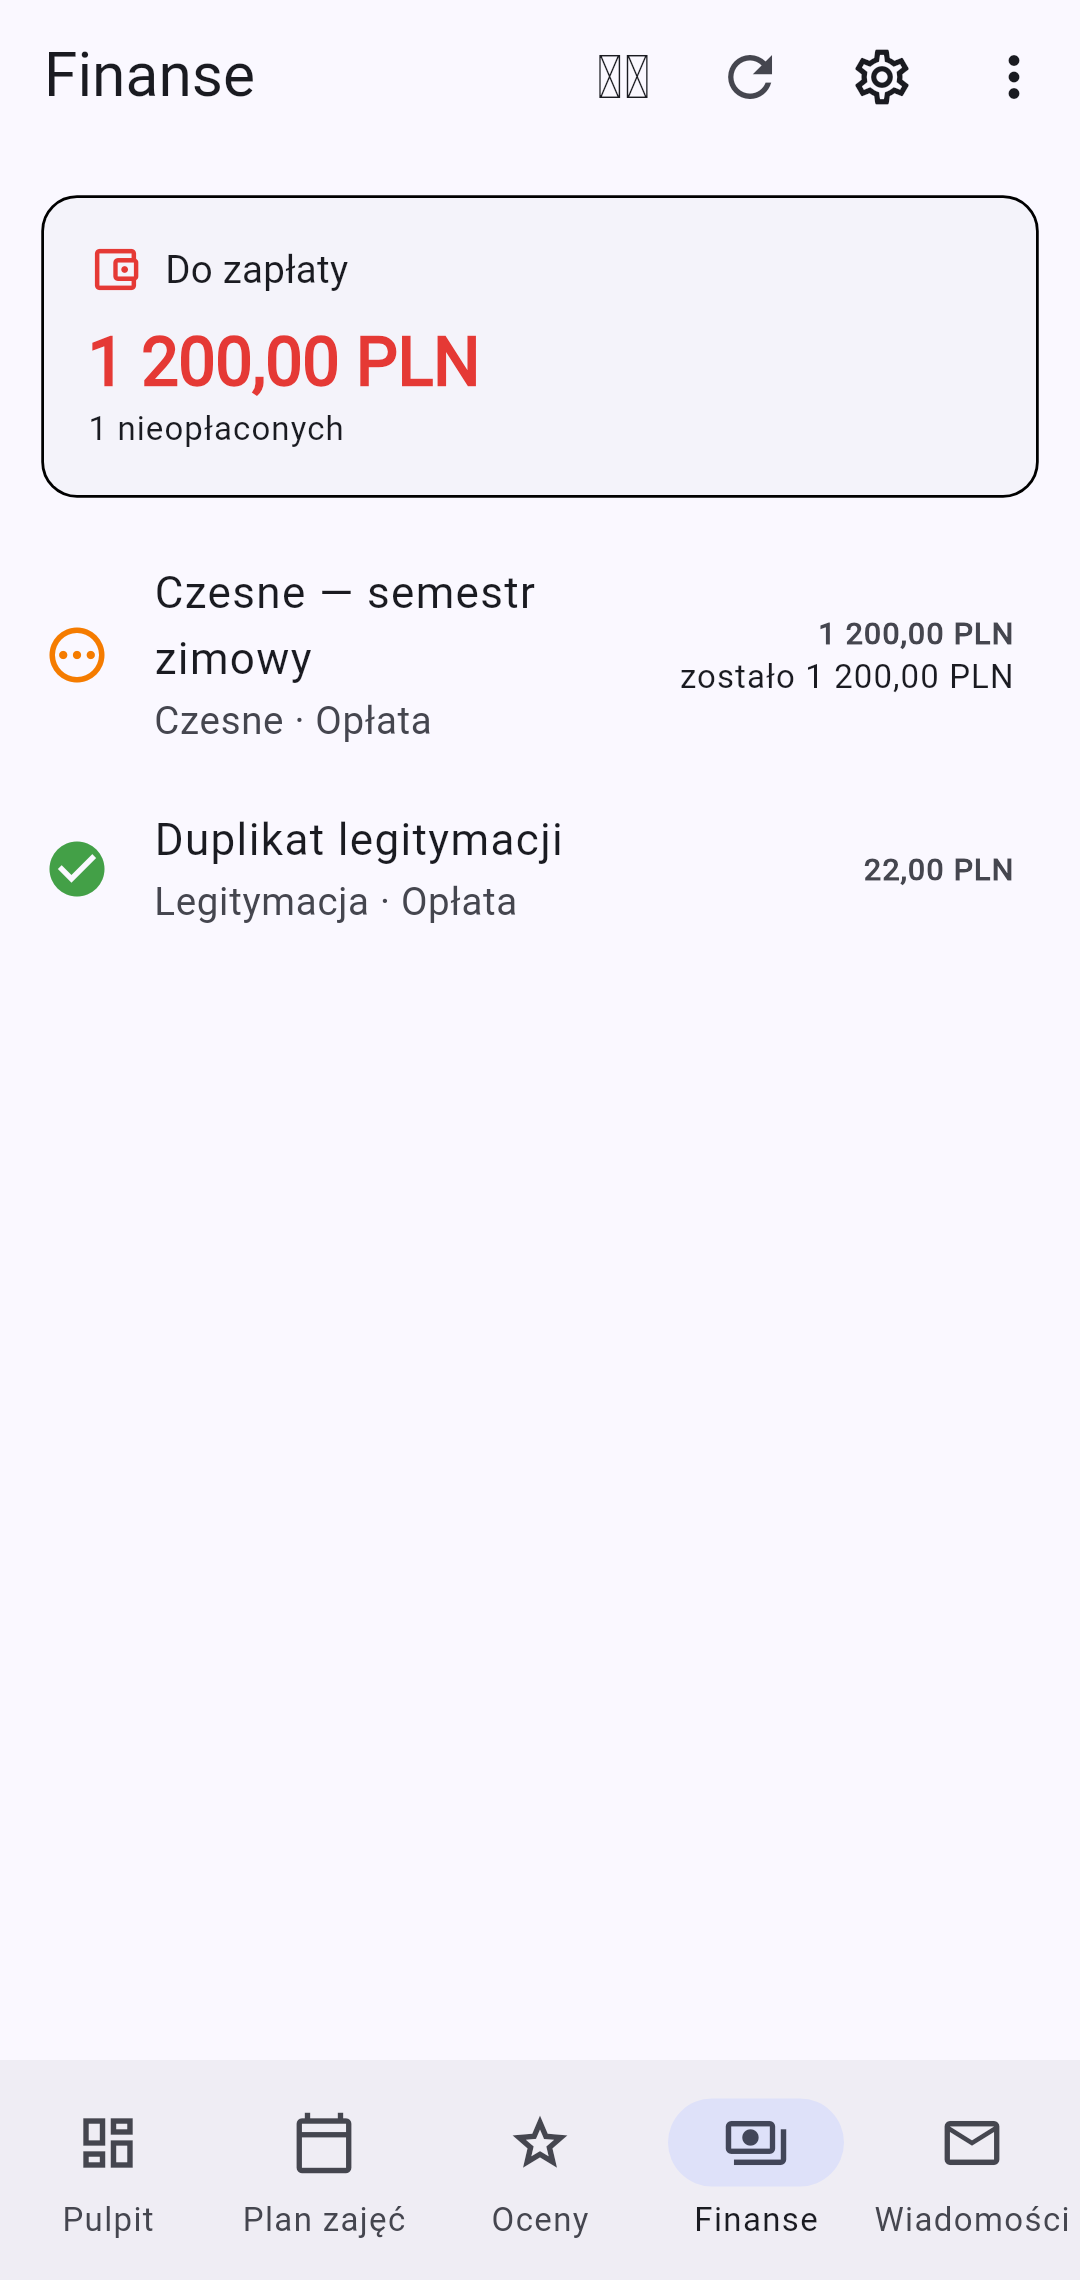 Finanse
Do zapłaty
1 200,00 PLN
1 nieopłaconych
Czesne — semestr
zimowy
Czesne · Opłata
1 200,00 PLN
zostało 1 200,00 PLN
Duplikat legitymacji
Legitymacja · Opłata
22,00 PLN
Pulpit
Plan zajęć
Oceny
Finanse
Wiadomości